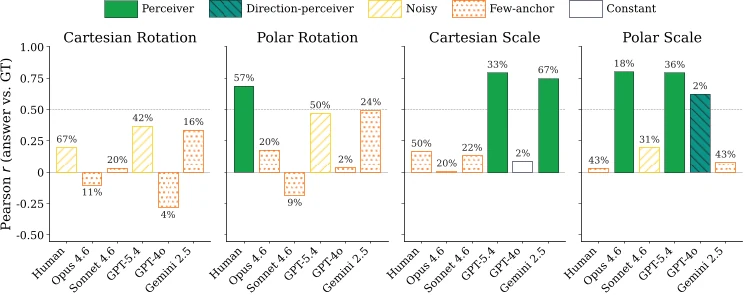 Perceiver Direction-perceiver Noisy Few-anchor Constant
Cartesian Rotation Polar Rotation Cartesian Scale Polar Scale
Pearson r (answer vs. GT)
1.00
0.75
0.50
0.25
0
-0.25
-0.50
67% 11% 20% 42% 4% 16%
57% 20% 9% 50% 2% 24%
50% 20% 22% 33% 2% 67%
43% 18% 31% 36% 2% 43%
Human Opus 4.6 Sonnet 4.6 GPT-5.4 GPT-4o Gemini 2.5
Human Opus 4.6 Sonnet 4.6 GPT-5.4 GPT-4o Gemini 2.5
Human Opus 4.6 Sonnet 4.6 GPT-5.4 GPT-4o Gemini 2.5
Human Opus 4.6 Sonnet 4.6 GPT-5.4 GPT-4o Gemini 2.5